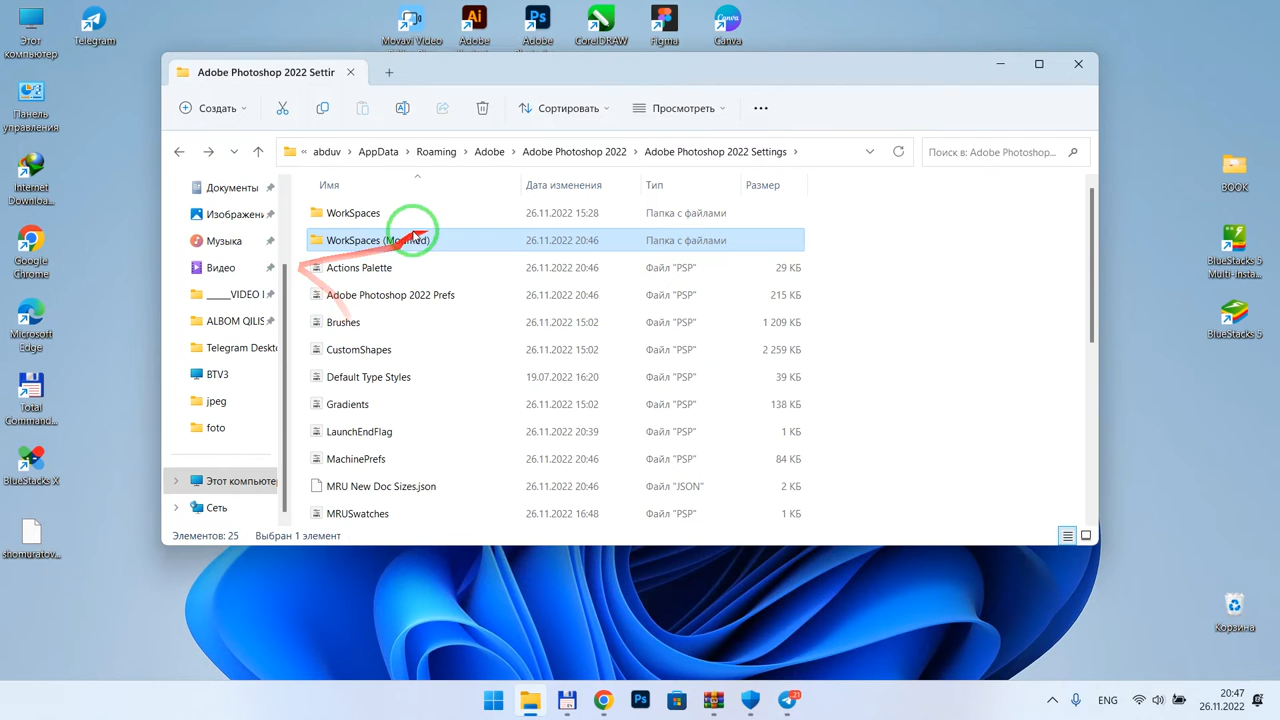 Этот
компьютер
Telegram
Movavi Video
Adobe
Adobe
CorelDRAW
Figma
Canva
Панель
управления
Internet
Downloa...
Google
Chrome
Microsoft
Edge
Total
Command...
BlueStacks X
shomuratov...
Adobe Photoshop 2022 Settir
Создать
Сортировать
Просмотреть
« abduv > AppData > Roaming > Adobe > Adobe Photoshop 2022 > Adobe Photoshop 2022 Settings >
Поиск в: Adobe Photoshop...
Документы
Изображени
Музыка
Видео
_____VIDEO
ALBOM QILIS
Telegram Deskto
BTV3
jpeg
foto
Этот компьюте
Сеть
Имя Дата изменения Тип Размер
WorkSpaces 26.11.2022 15:28 Папка с файлами
WorkSpaces (Modified) 26.11.2022 20:46 Папка с файлами
Actions Palette 26.11.2022 20:46 Файл "PSP" 29 КБ
Adobe Photoshop 2022 Prefs 26.11.2022 20:46 Файл "PSP" 215 КБ
Brushes 26.11.2022 15:02 Файл "PSP" 1 209 КБ
CustomShapes 26.11.2022 15:02 Файл "PSP" 2 259 КБ
Default Type Styles 19.07.2022 16:20 Файл "PSP" 39 КБ
Gradients 26.11.2022 15:02 Файл "PSP" 138 КБ
LaunchEndFlag 26.11.2022 20:39 Файл "PSP" 1 КБ
MachinePrefs 26.11.2022 20:46 Файл "PSP" 84 КБ
MRU New Doc Sizes.json 26.11.2022 20:46 Файл "JSON" 2 КБ
MRUSwatches 26.11.2022 16:48 Файл "PSP" 1 КБ
Элементов: 25 Выбран 1 элемент
BOOK
BlueStacks 5
Multi-Insta...
BlueStacks 5
Корзина
21
ENG
20:47
26.11.2022